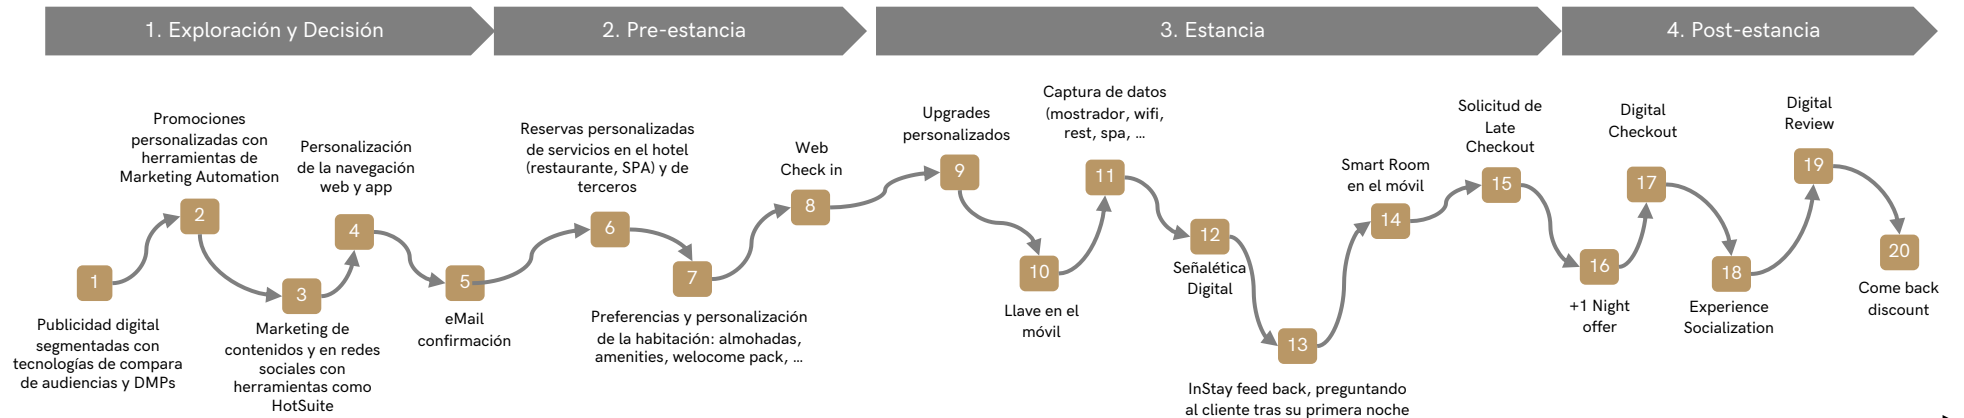 1. Exploración y Decisión
2. Pre-estancia
3. Estancia
4. Post-estancia
1
Publicidad digital
segmentadas con
tecnologías de compara
de audiencias y DMPs
Promociones
personalizadas con
herramientas de
Marketing Automation
2
3
Marketing de
contenidos y en redes
sociales con
herramientas como
HotSuite
Personalización
de la navegación
web y app
4
5
eMail
confirmación
Reservas personalizadas
de servicios en el hotel
(restaurante, SPA) y de
terceros
6
7
Preferencias y personalización
de la habitación: almohadas,
amenities, welocome pack, ...
Web
Check in
8
Upgrades
personalizados
9
10
Llave en el
móvil
Captura de datos
(mostrador, wifi,
rest, spa, ...
11
12
Señalética
Digital
13
InStay feed back, preguntando
al cliente tras su primera noche
Smart Room
en el móvil
14
Solicitud de
Late
Checkout
15
16
+1 Night
offer
Digital
Checkout
17
18
Experience
Socialization
Digital
Review
19
20
Come back
discount